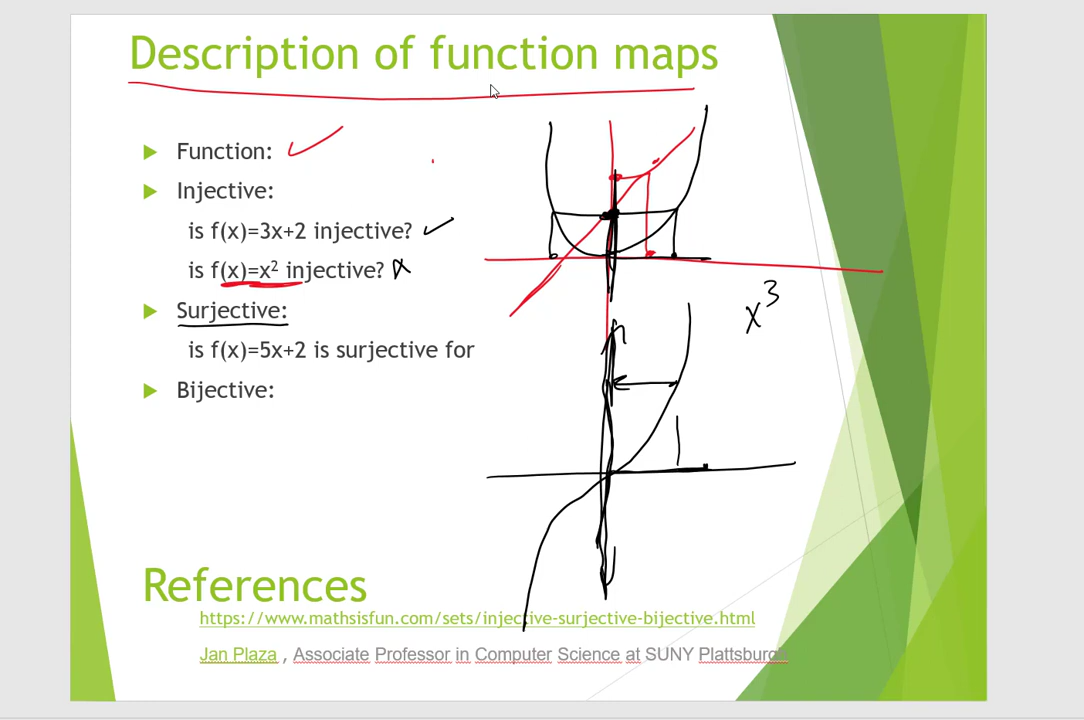 Description of function maps
Function:
Injective:
is f(x)=3x+2 injective?
is f(x)=x² injective?
x³
Surjective:
is f(x)=5x+2 is surjective for
Bijective:
References
https://www.mathsisfun.com/sets/injective-surjective-bijective.html
Jan Plaza , Associate Professor in Computer Science at SUNY Plattsburgh